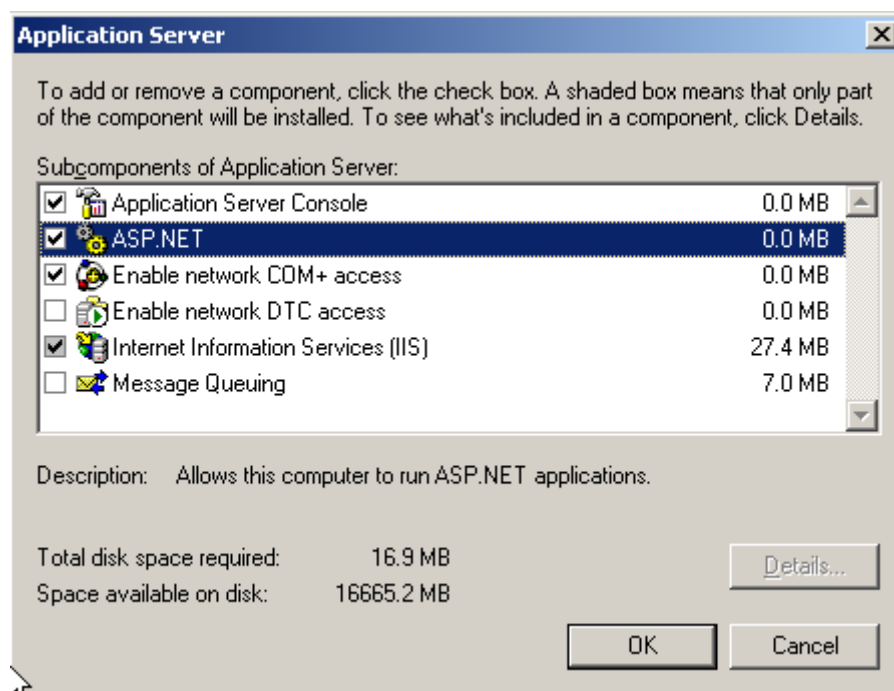 Application Server
To add or remove a component, click the check box. A shaded box means that only part
of the component will be installed. To see what's included in a component, click Details.
Subcomponents of Application Server:
Application Server Console 0.0 MB
ASP.NET 0.0 MB
Enable network COM+ access 0.0 MB
Enable network DTC access 0.0 MB
Internet Information Services (IIS) 27.4 MB
Message Queuing 7.0 MB
Description: Allows this computer to run ASP.NET applications.
Total disk space required: 16.9 MB
Details...
Space available on disk: 16665.2 MB
OK Cancel